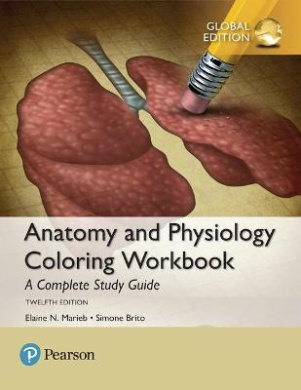 GLOBAL
EDITION
Anatomy and Physiology
Coloring Workbook
A Complete Study Guide
TWELFTH EDITION
Elaine N. Marieb • Simone Brito
P Pearson